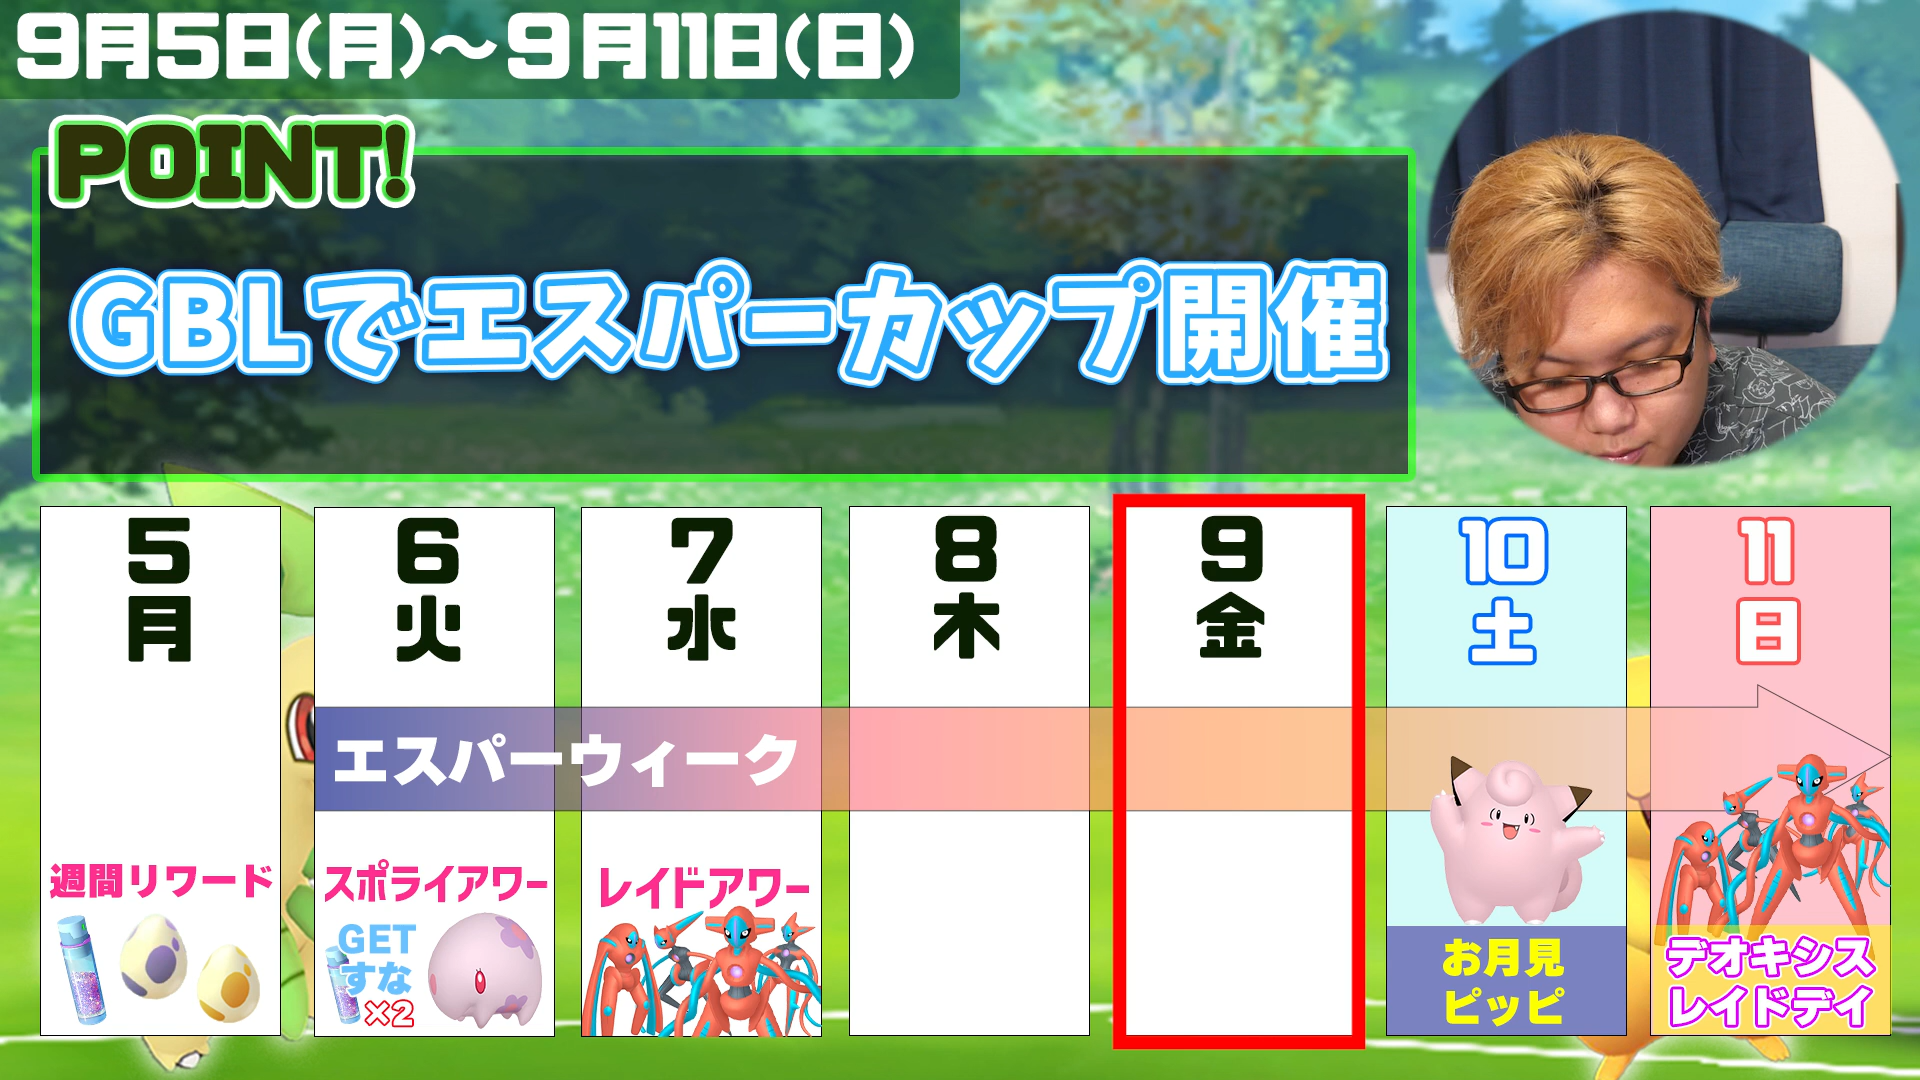 9月5日(月)～9月11日(日)
POINT!
GBLでエスパーカップ開催
5
月
6
火
7
水
8
木
9
金
10
土
11
日
エスパーウィーク
週間リワード
スポライアワー
GET
すな
×2
レイドアワー
お月見
ピッピ
デオキシス
レイドデイ